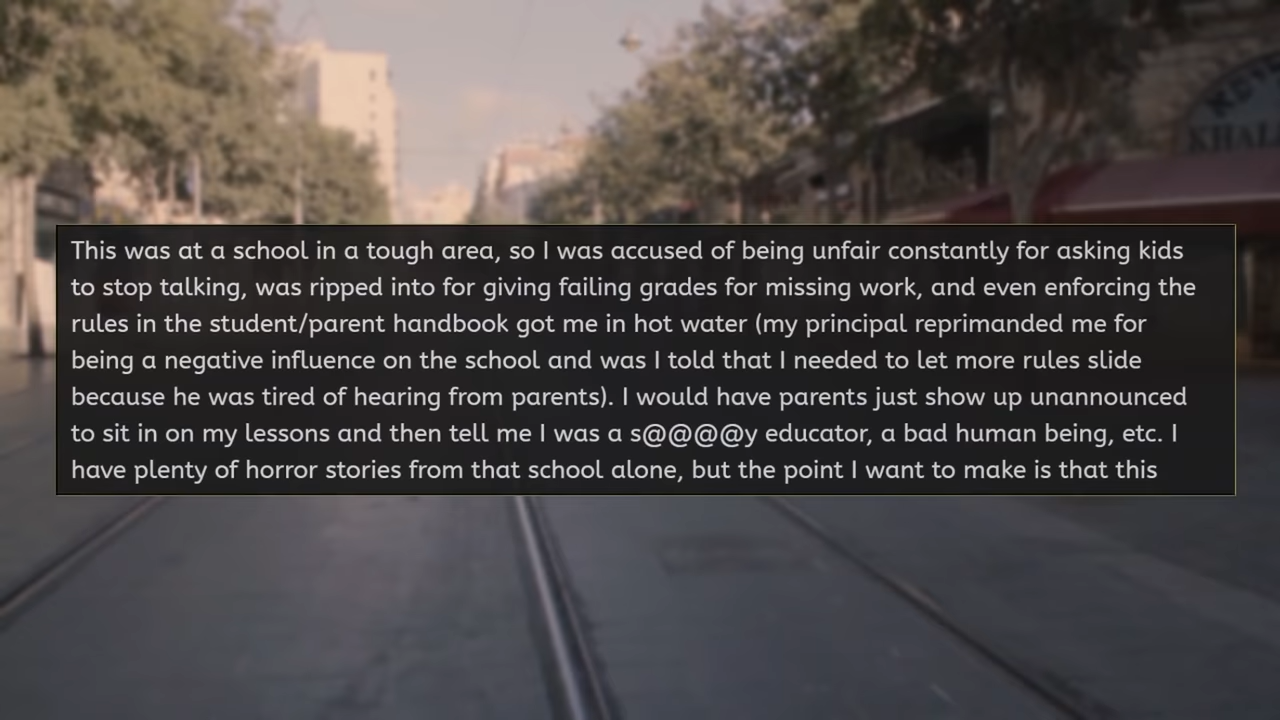 This was at a school in a tough area, so I was accused of being unfair constantly for asking kids
to stop talking, was ripped into for giving failing grades for missing work, and even enforcing the
rules in the student/parent handbook got me in hot water (my principal reprimanded me for
being a negative influence on the school and was I told that I needed to let more rules slide
because he was tired of hearing from parents). I would have parents just show up unannounced
to sit in on my lessons and then tell me I was a s@@@@y educator, a bad human being, etc. I
have plenty of horror stories from that school alone, but the point I want to make is that this